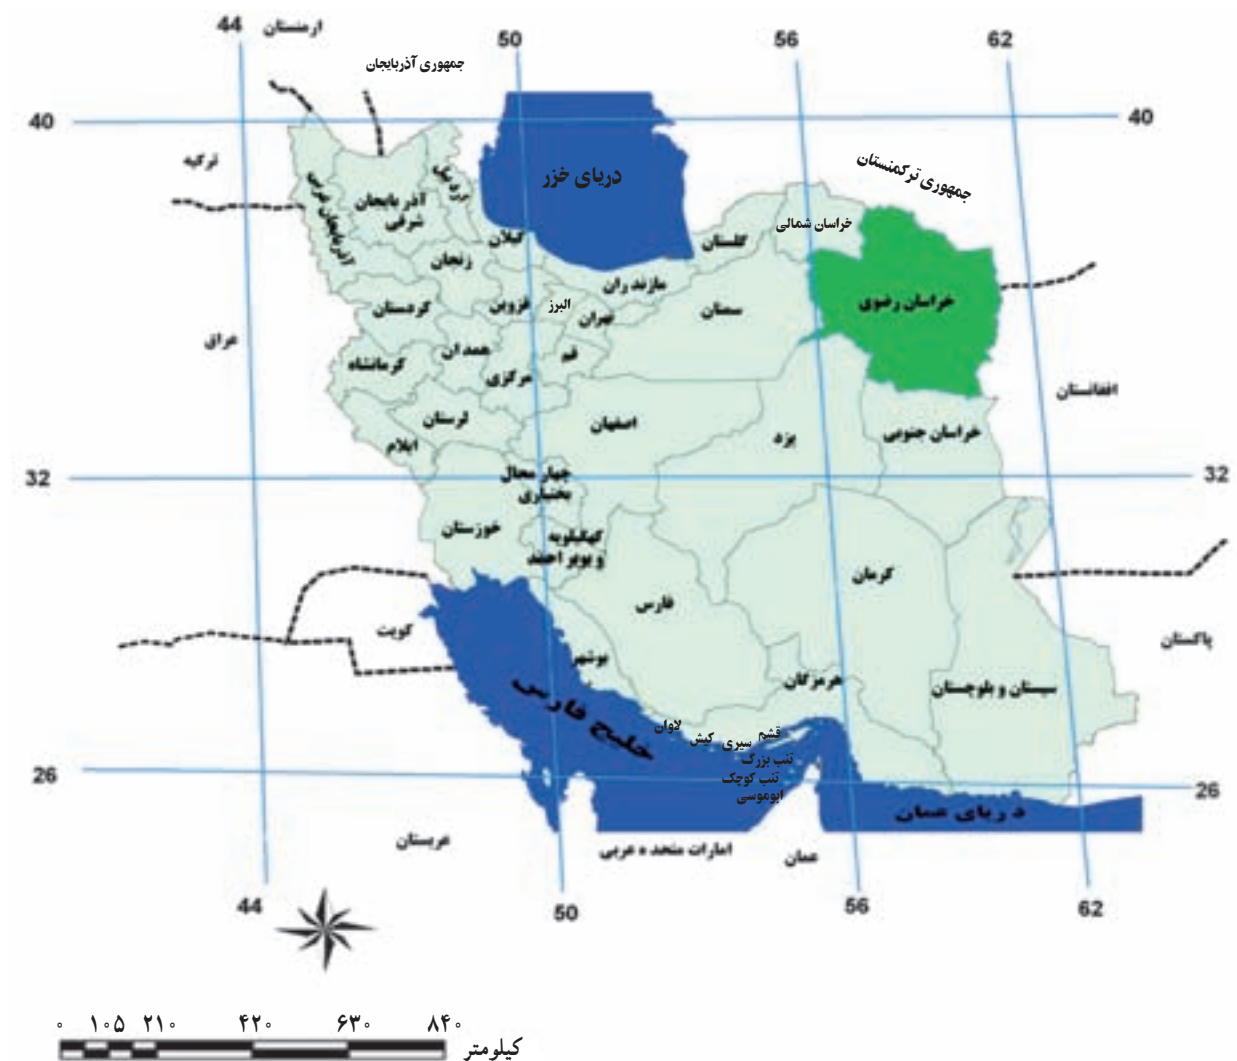 44
ارمنستان
50
56
62
جمهوری آذربایجان
40
40
ترکیه
دریای خزر
جمهوری ترکمنستان
اردبیل
آذربایجان غربی
آذربایجان
شرقی
گیلان
گلستان
خراسان شمالی
زنجان
مازندران
خراسان رضوی
کردستان
قزوین
البرز
تهران
سمنان
عراق
همدان
کرمانشاه
مرکزی
قم
افغانستان
لرستان
اصفهان
ایلام
یزد
خراسان جنوبی
32
32
چهار محال
بختیاری
خوزستان
کهگیلویه
و بویر احمد
کرمان
فارس
کویت
پاکستان
بوشهر
هرمزگان
سیستان و بلوچستان
خلیج فارس
لاوان
کیش
سیری
قشم
تنب بزرگ
تنب کوچک
ابوموسی
26
26
دریای عمان
عربستان
امارات متحده عربی
عمان
44
50
56
62
۰ ۱۰۵ ۲۱۰ ۴۲۰ ۶۳۰ ۸۴۰
کیلومتر